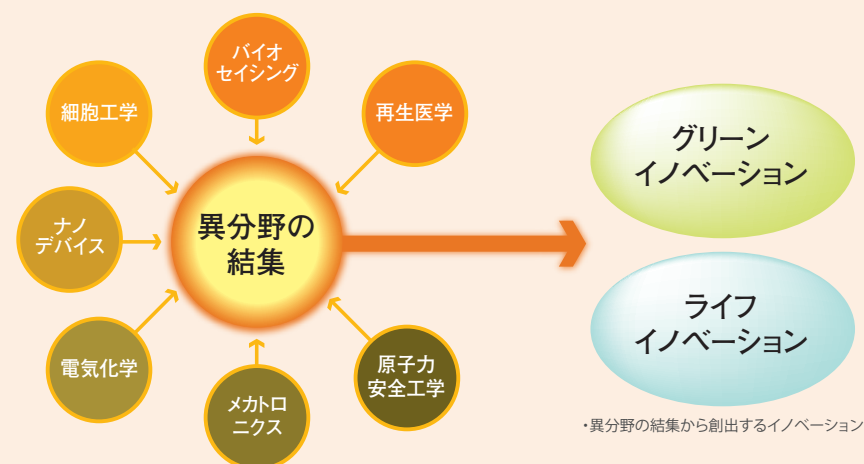 バイオ
セイシング
細胞工学
再生医学
ナノ
デバイス
異分野の
結集
電気化学
メカトロ
ニクス
原子力
安全工学
グリーン
イノベーション
ライフ
イノベーション
・異分野の結集から創出するイノベーション